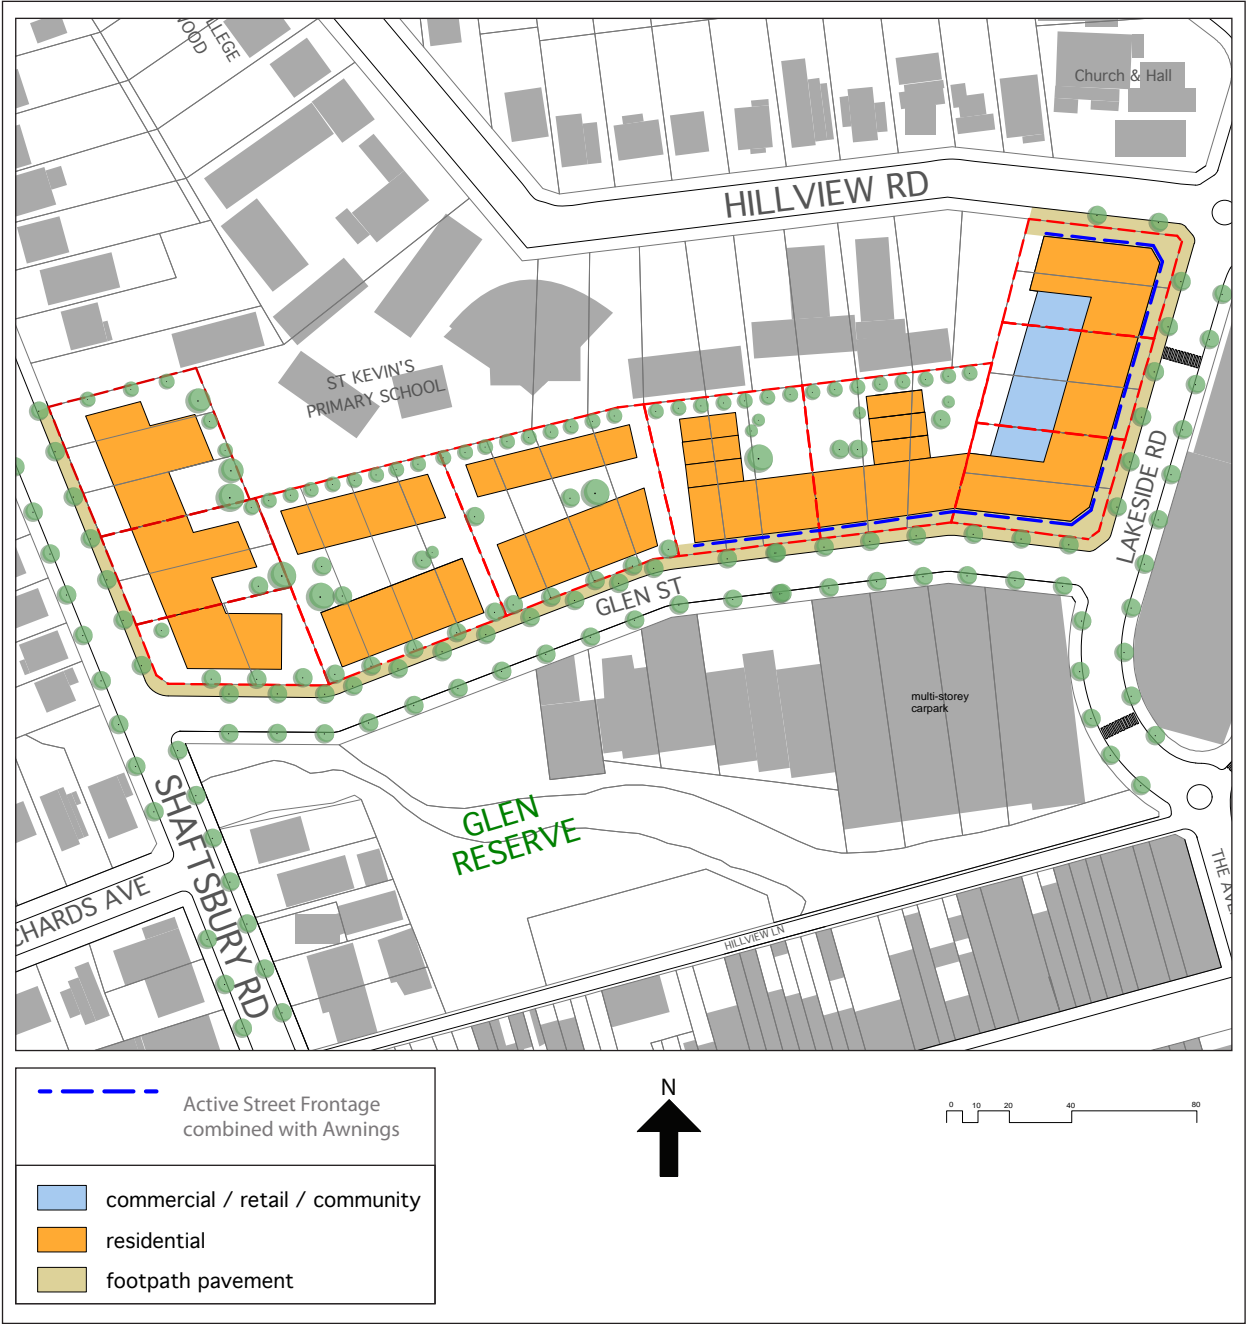 WOOD
LLEGE
Church & Hall
HILLVIEW RD
ST KEVIN'S
PRIMARY SCHOOL
LAKESIDE RD
GLEN ST
multi-storey
carpark
GLEN
RESERVE
SHAFTSBURY RD
CHARDS AVE
HILLVIEW LN
THE AVE
Active Street Frontage
combined with Awnings
commercial / retail / community
residential
footpath pavement
N
0 10 20 40 80